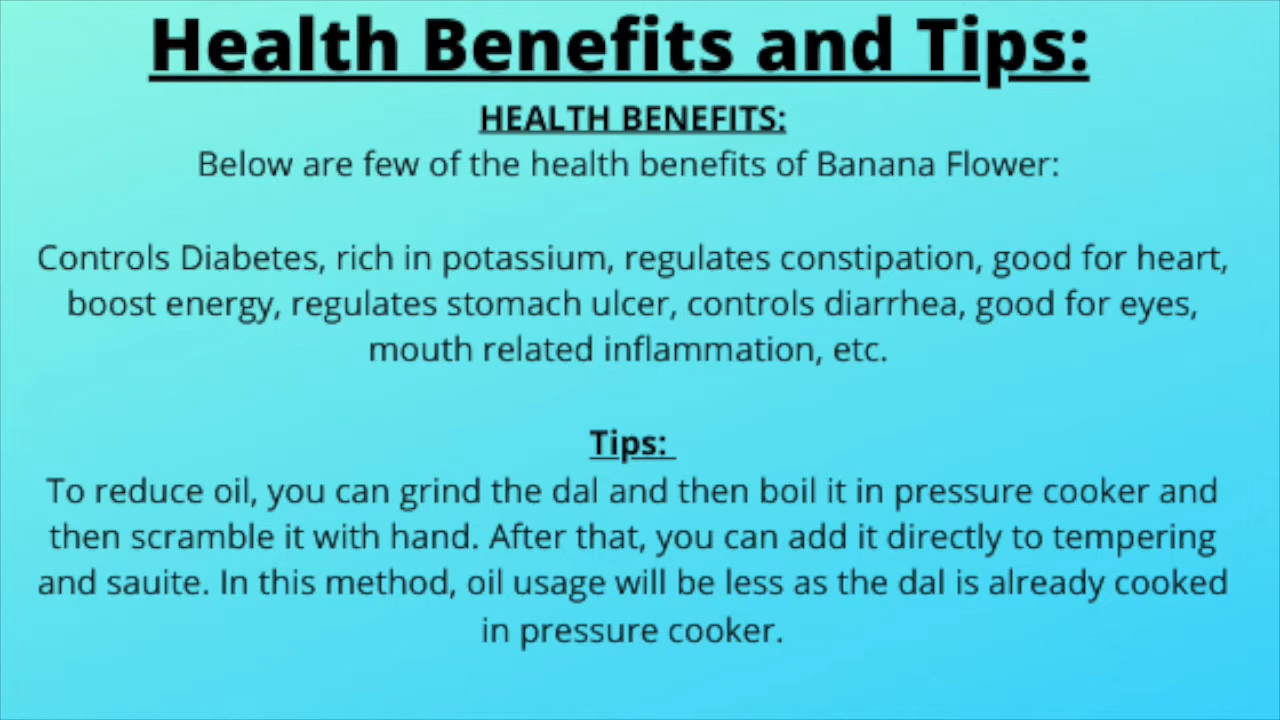 Health Benefits and Tips:
HEALTH BENEFITS:
Below are few of the health benefits of Banana Flower:
Controls Diabetes, rich in potassium, regulates constipation, good for heart,
boost energy, regulates stomach ulcer, controls diarrhea, good for eyes,
mouth related inflammation, etc.
Tips:
To reduce oil, you can grind the dal and then boil it in pressure cooker and
then scramble it with hand. After that, you can add it directly to tempering
and sauite. In this method, oil usage will be less as the dal is already cooked
in pressure cooker.